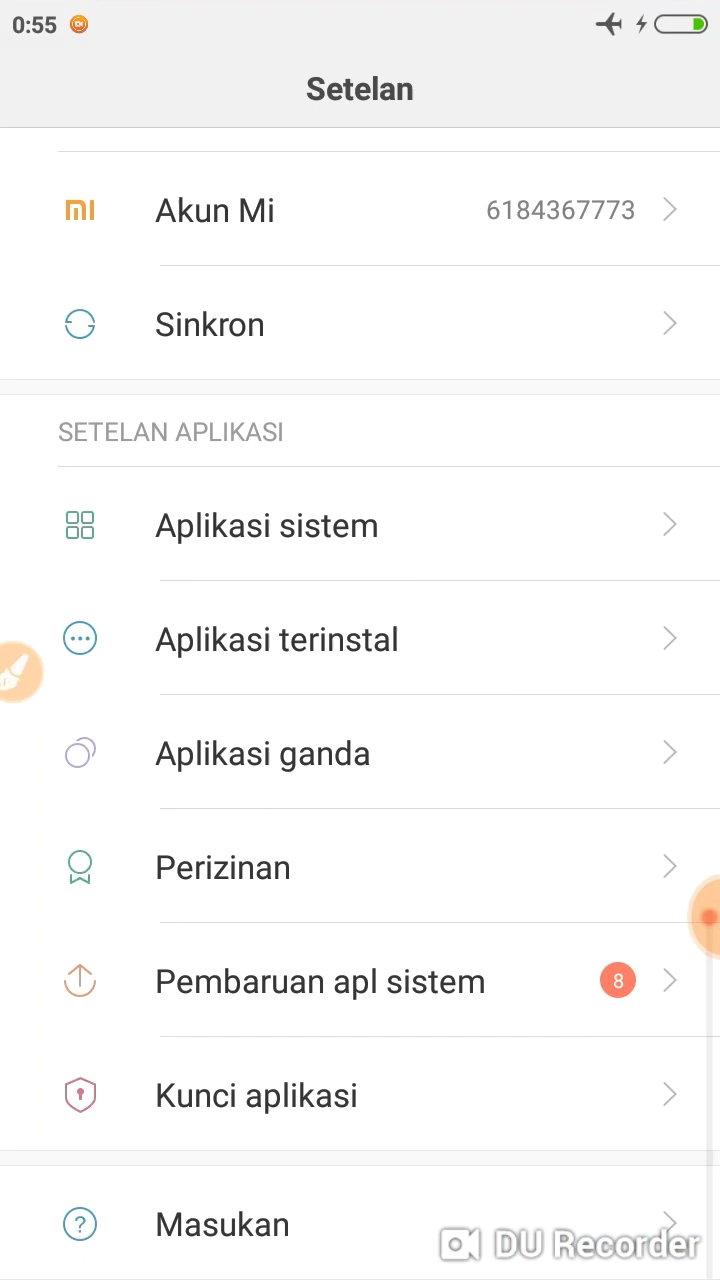 0:55
Setelan
Akun Mi 6184367773
Sinkron
SETELAN APLIKASI
Aplikasi sistem
Aplikasi terinstal
Aplikasi ganda
Perizinan
Pembaruan apl sistem 8
Kunci aplikasi
? Masukan
DU Recorder